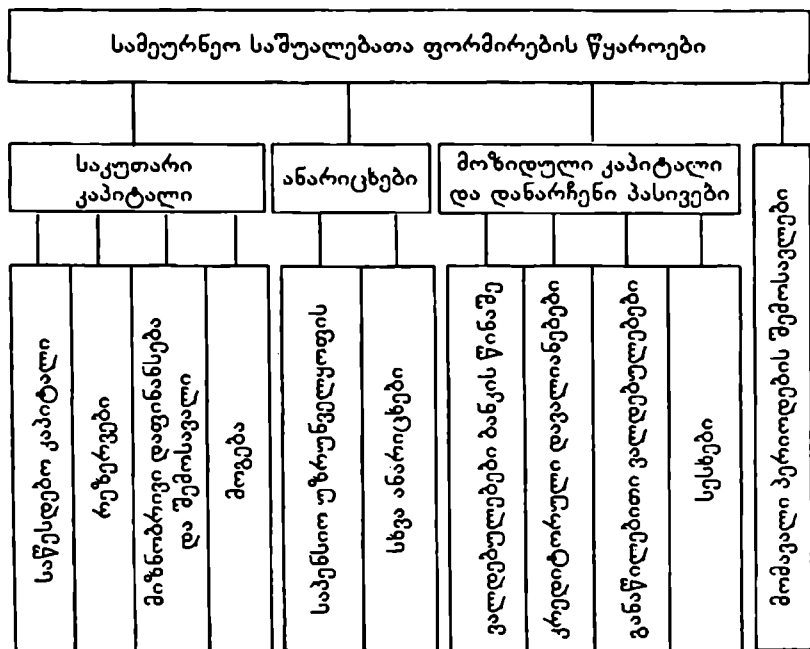 სამეურნეო საშუალებათა ფორმირების წყაროები
საკუთარი
კაპიტალი
ანარიცხები
მოზიდული კაპიტალი
და დანარჩენი პასივები
მომავალი პერიოდების შემოსავლები
საწესდებო კაპიტალი
რეზერვები
მიზნობრივი დაფინანსება
და შემოსავალი
მოგება
საპენსიო უზრუნველყოფის
სხვა ანარიცხები
ვალდებულებები ბანკის წინაშე
კრედიტორული დავალიანებები
განაწილებითი ვალდებულებები
სესხები